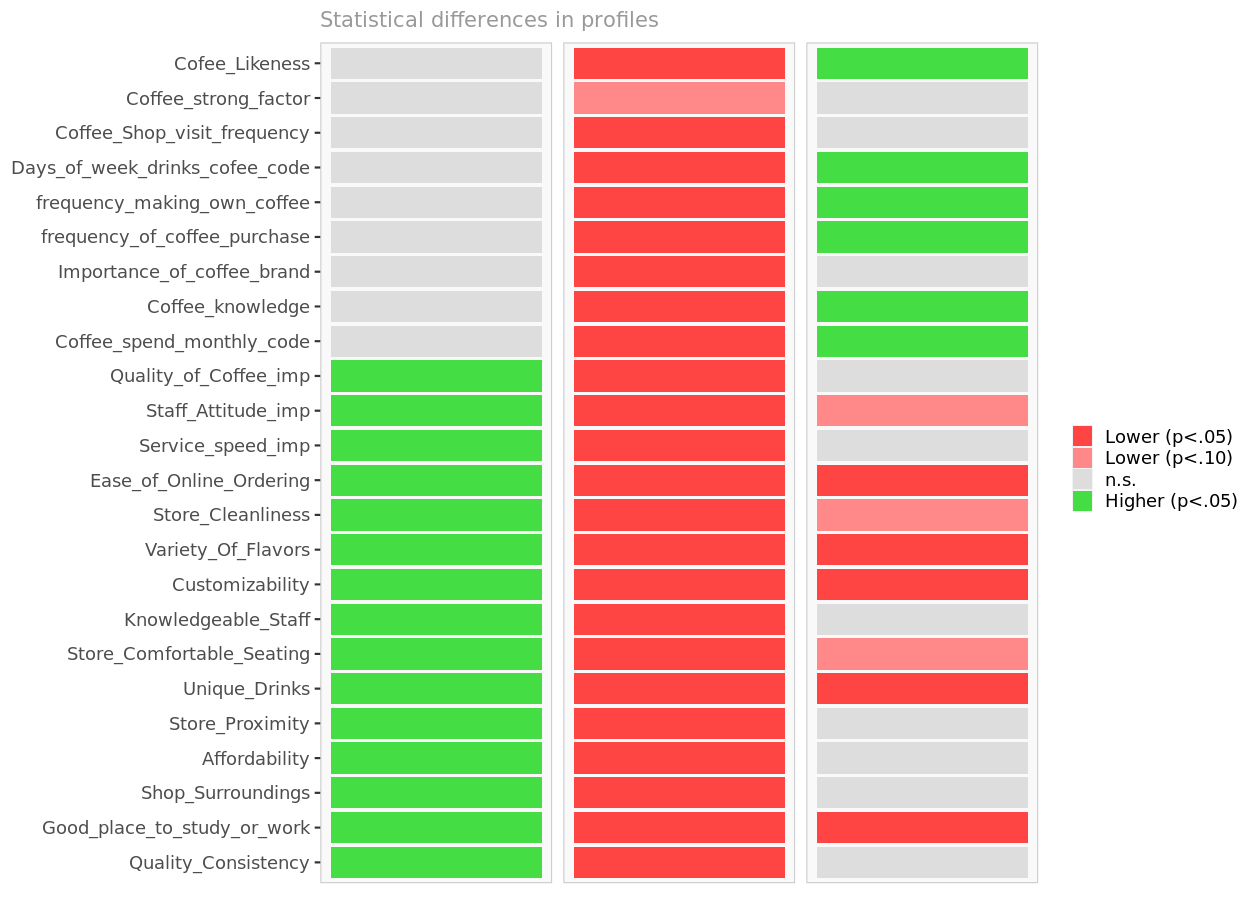 Statistical differences in profiles
Cofee_Likeness
Coffee_strong_factor
Coffee_Shop_visit_frequency
Days_of_week_drinks_cofee_code
frequency_making_own_coffee
frequency_of_coffee_purchase
Importance_of_coffee_brand
Coffee_knowledge
Coffee_spend_monthly_code
Quality_of_Coffee_imp
Staff_Attitude_imp
Service_speed_imp
Ease_of_Online_Ordering
Store_Cleanliness
Variety_Of_Flavors
Customizability
Knowledgeable_Staff
Store_Comfortable_Seating
Unique_Drinks
Store_Proximity
Affordability
Shop_Surroundings
Good_place_to_study_or_work
Quality_Consistency
Lower (p<.05)
Lower (p<.10)
n.s.
Higher (p<.05)